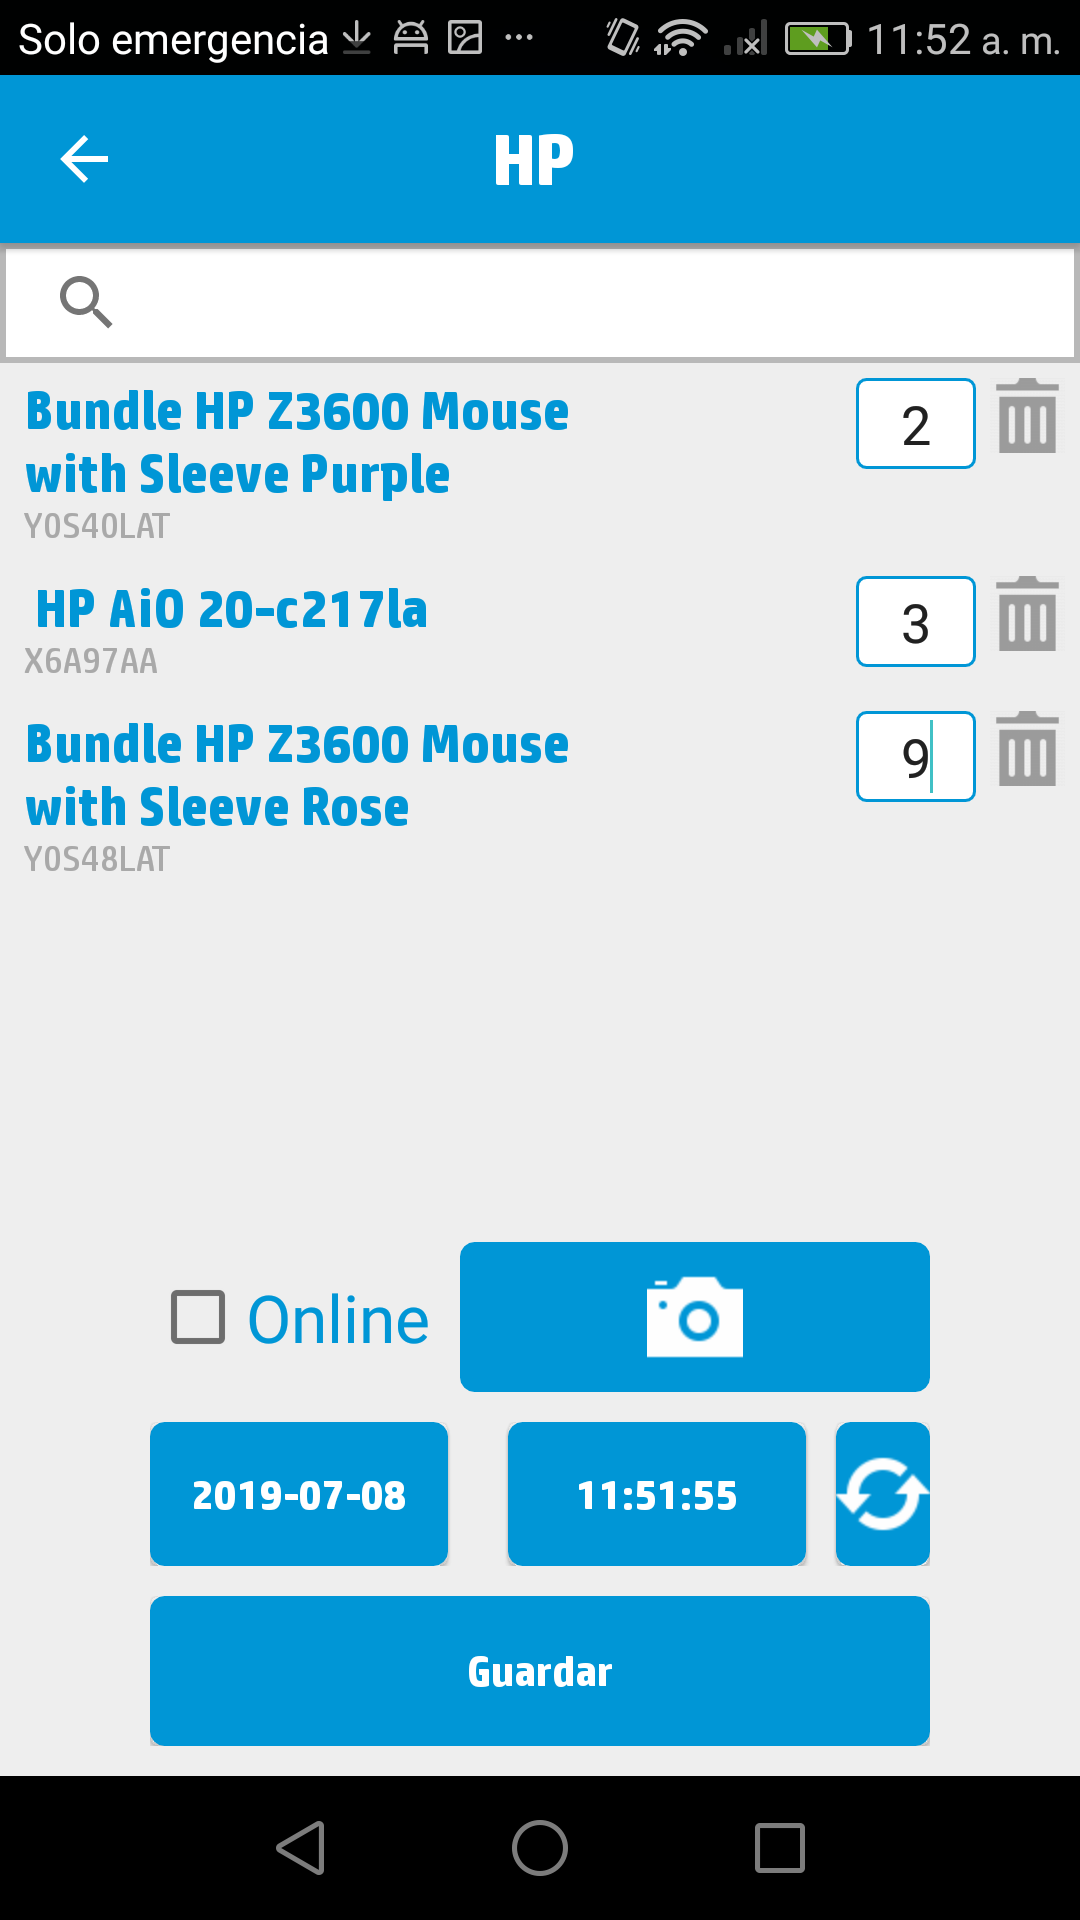 Solo emergencia 11:52 a. m.
HP
Bundle HP Z3600 Mouse
with Sleeve Purple
2
Y0S40LAT
HP AiO 20-c217la
3
X6A97AA
Bundle HP Z3600 Mouse
with Sleeve Rose
9
Y0S48LAT
Online
2019-07-08 11:51:55
Guardar